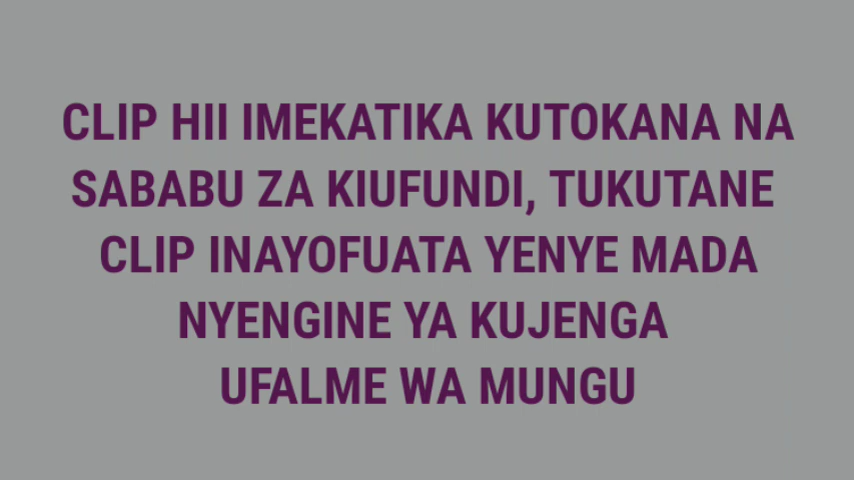 CLIP HII IMEKATIKA KUTOKANA NA
SABABU ZA KIUFUNDI, TUKUTANE
CLIP INAYOFUATA YENYE MADA
NYENGINE YA KUJENGA
UFALME WA MUNGU